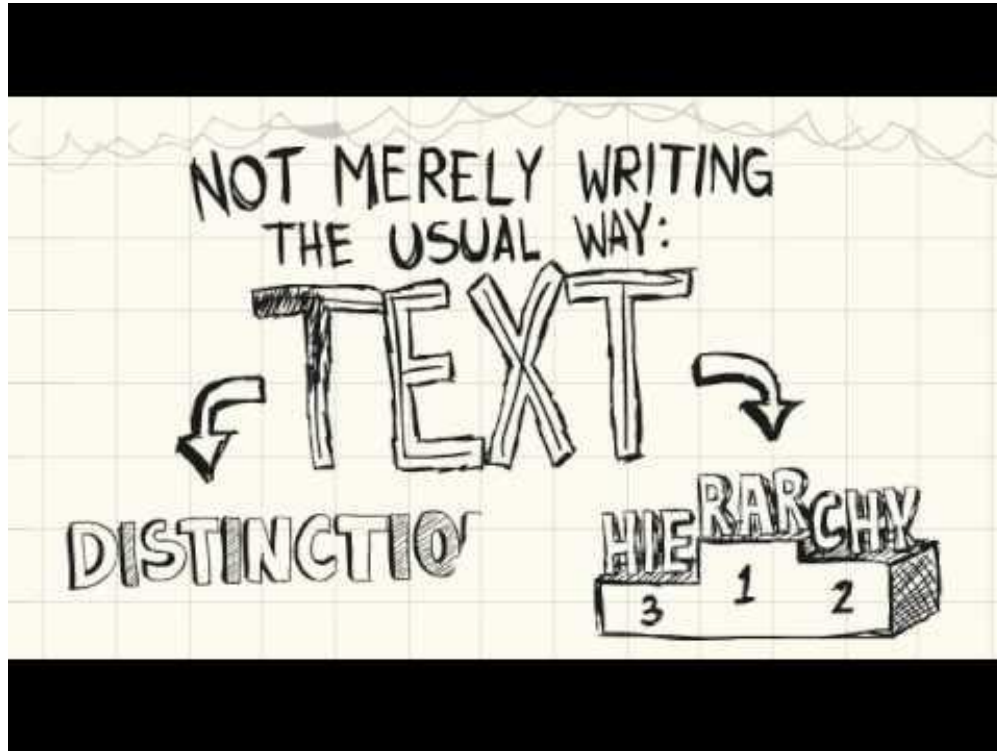 NOT MERELY WRITING
THE USUAL WAY:
TEXT
DISTINCTIO
HIERARCHY
3 1 2